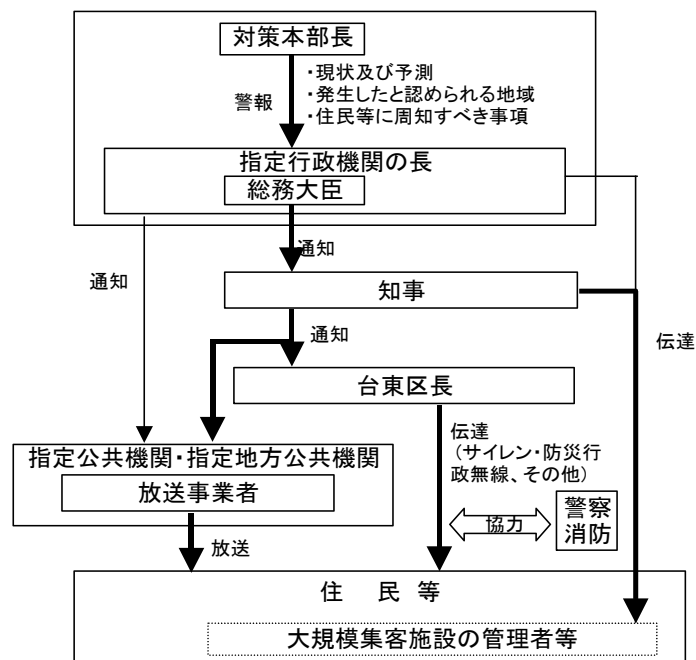 対策本部長
・現状及び予測
・発生したと認められる地域
・住民等に周知すべき事項
警報
指定行政機関の長
総務大臣
通知
通知
知事
伝達
通知
台東区長
伝達
（サイレン・防災行
政無線、その他）
指定公共機関・指定地方公共機関
放送事業者
協力
警察
消防
放送
住　民　等
大規模集客施設の管理者等